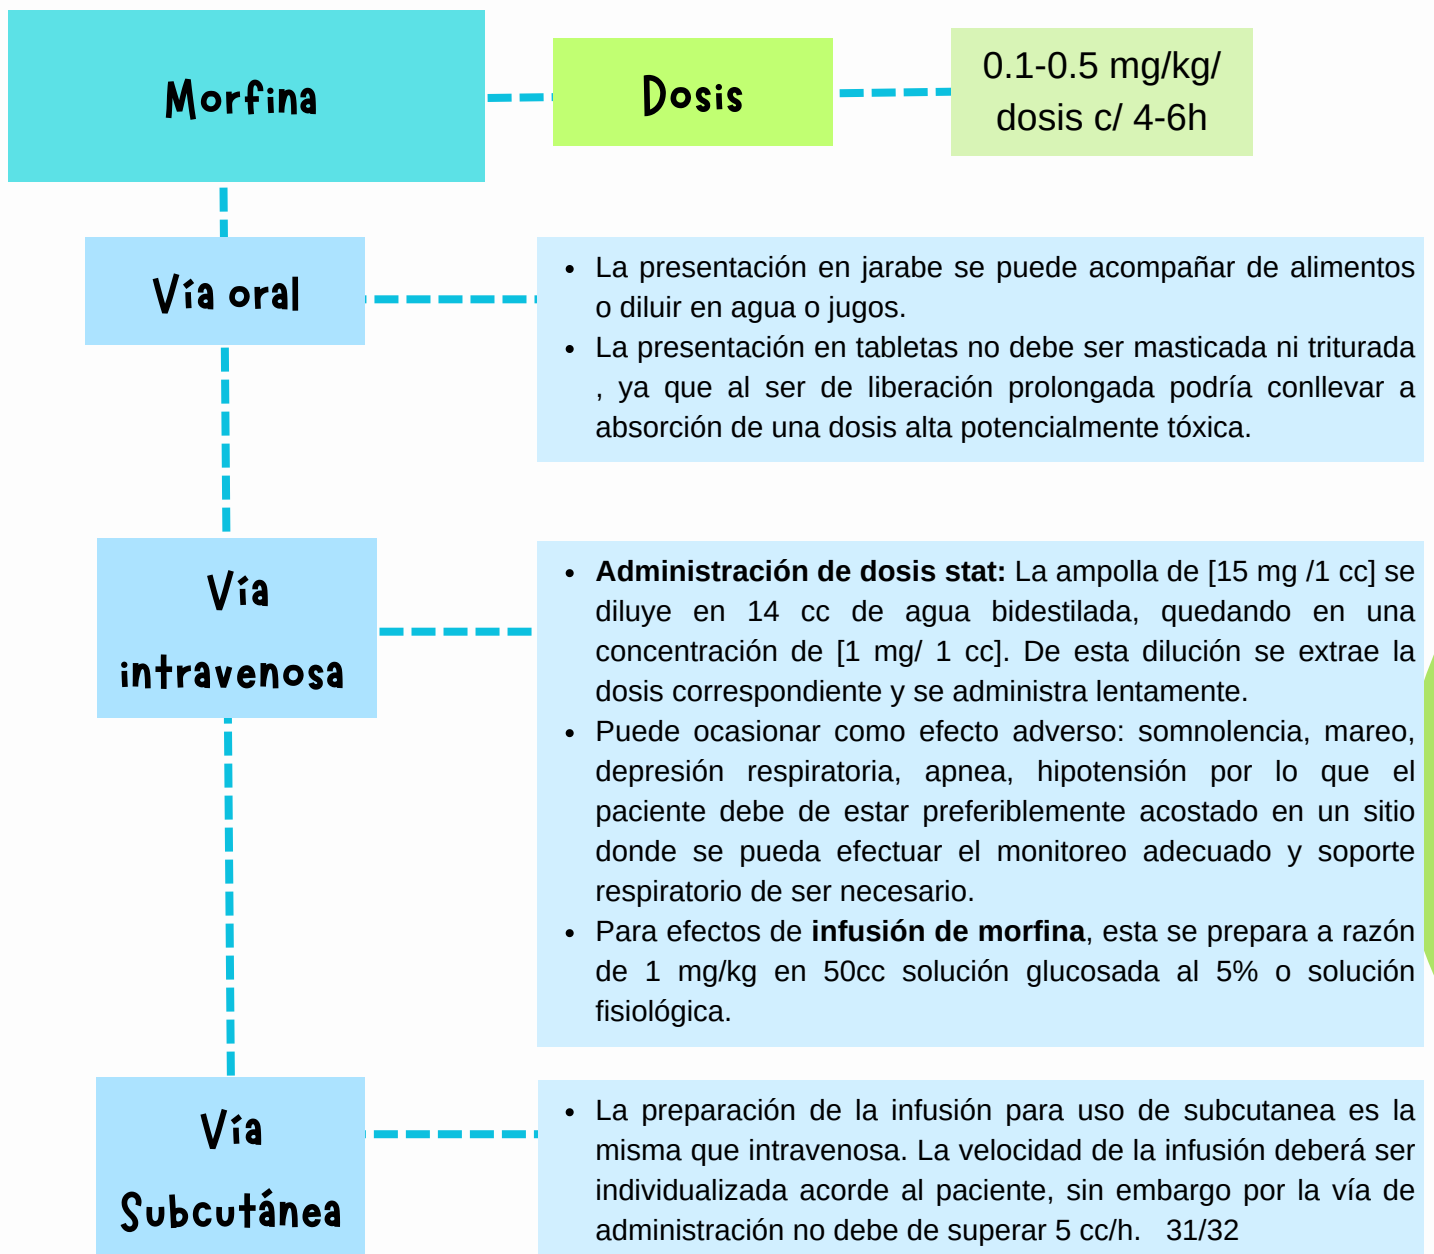 Morfina
Dosis
0.1-0.5 mg/kg/
dosis c/ 4-6h
Vía oral
• La presentación en jarabe se puede acompañar de alimentos
o diluir en agua o jugos.
• La presentación en tabletas no debe ser masticada ni triturada
, ya que al ser de liberación prolongada podría conllevar a
absorción de una dosis alta potencialmente tóxica.
Vía
intravenosa
• Administración de dosis stat: La ampolla de [15 mg /1 cc] se
diluye en 14 cc de agua bidestilada, quedando en una
concentración de [1 mg/ 1 cc]. De esta dilución se extrae la
dosis correspondiente y se administra lentamente.
• Puede ocasionar como efecto adverso: somnolencia, mareo,
depresión respiratoria, apnea, hipotensión por lo que el
paciente debe de estar preferiblemente acostado en un sitio
donde se pueda efectuar el monitoreo adecuado y soporte
respiratorio de ser necesario.
• Para efectos de infusión de morfina, esta se prepara a razón
de 1 mg/kg en 50cc solución glucosada al 5% o solución
fisiológica.
Vía
Subcutánea
• La preparación de la infusión para uso de subcutanea es la
misma que intravenosa. La velocidad de la infusión deberá ser
individualizada acorde al paciente, sin embargo por la vía de
administración no debe de superar 5 cc/h. 31/32